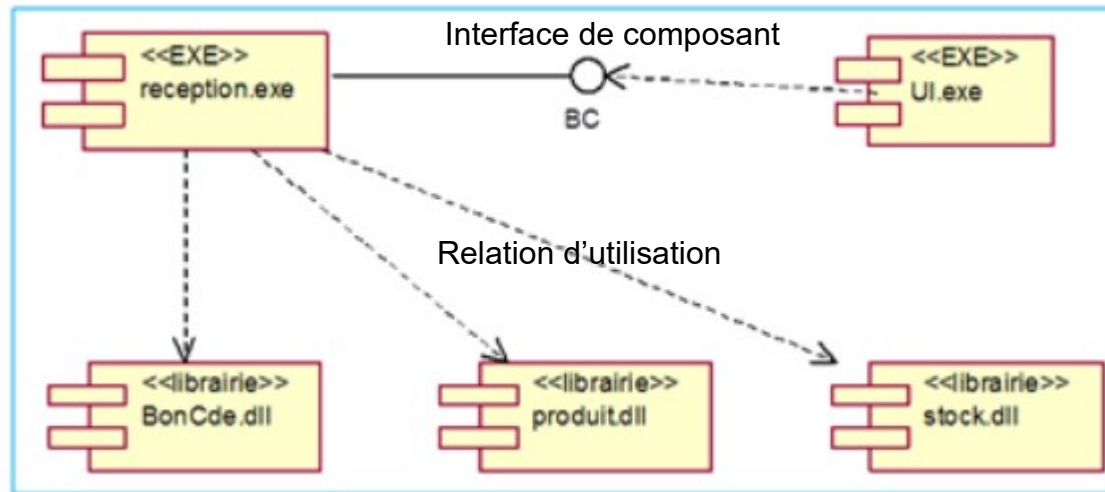 Interface de composant
<<EXE>>
reception.exe
BC
<<EXE>>
UI.exe
Relation d’utilisation
<<librairie>>
BonCde.dll
<<librairie>>
produit.dll
<<librairie>>
stock.dll